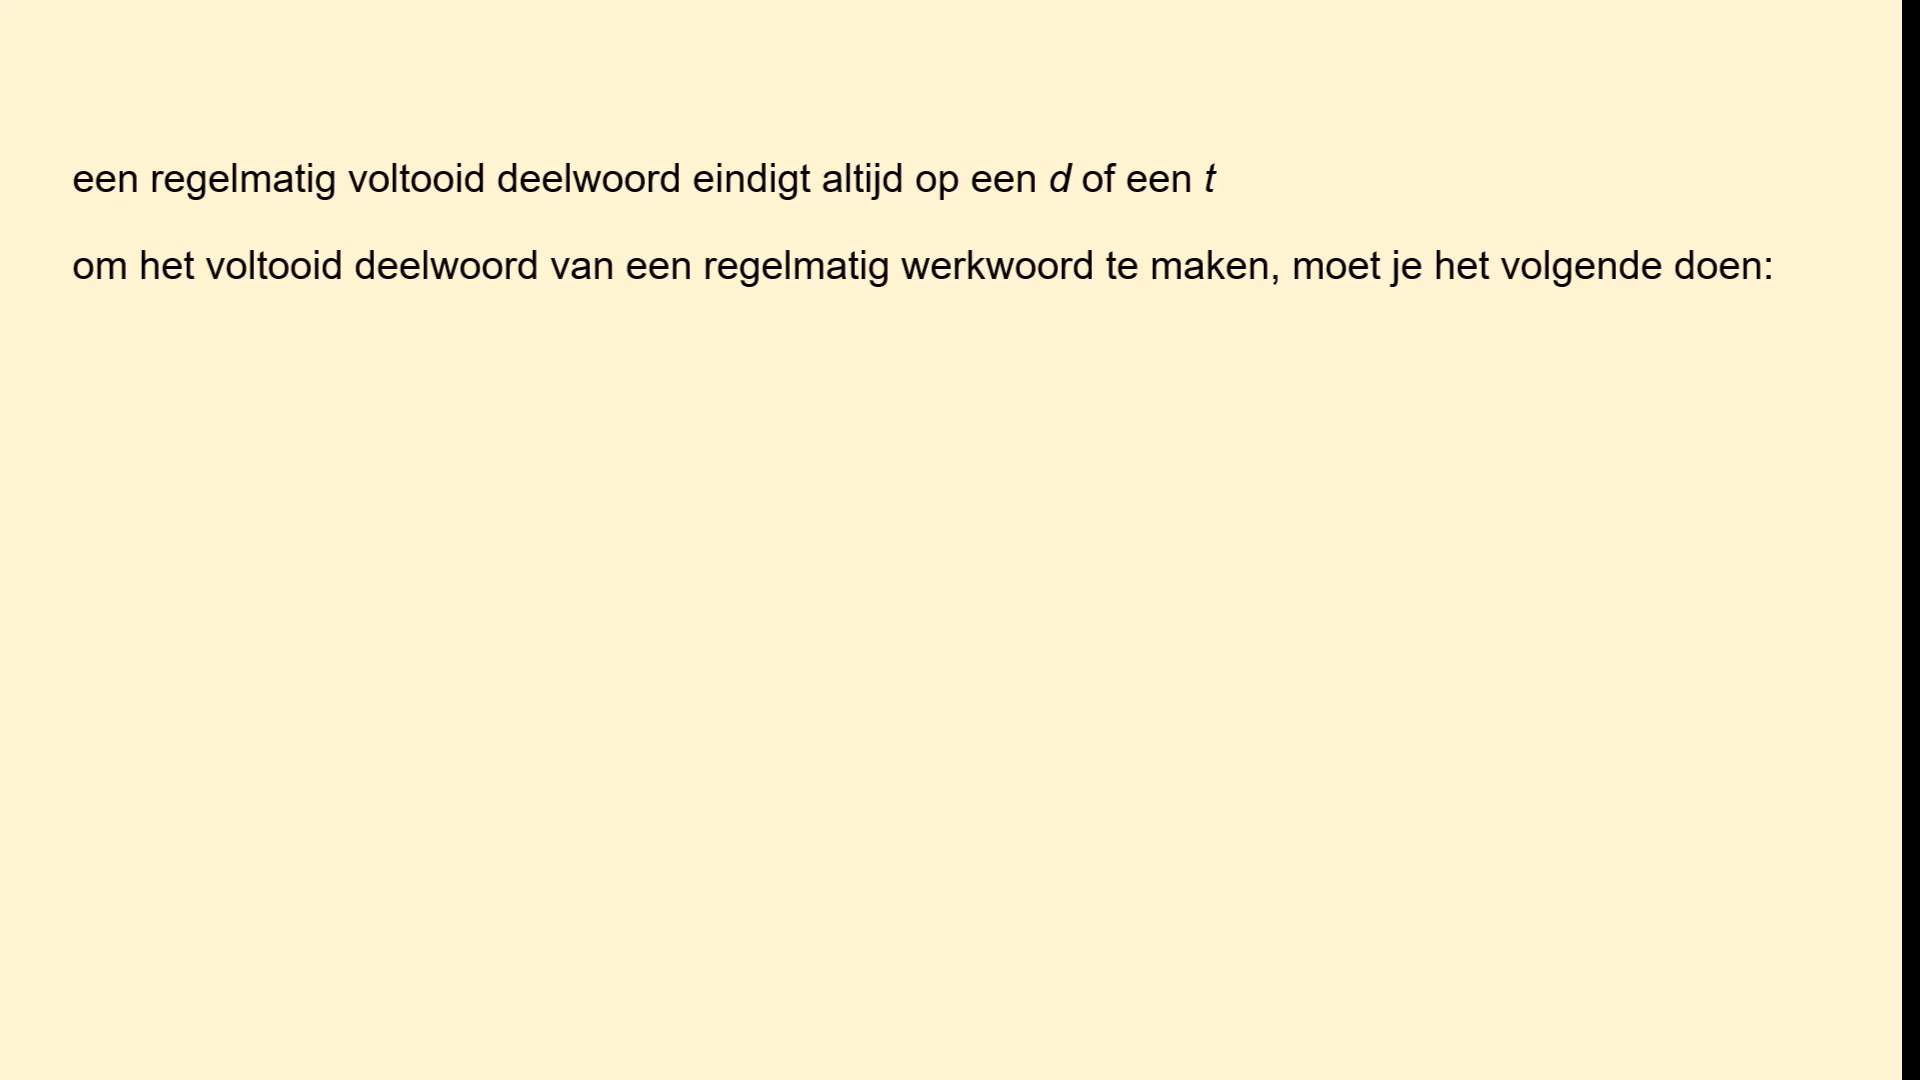 een regelmatig voltooid deelwoord eindigt altijd op een d of een t
om het voltooid deelwoord van een regelmatig werkwoord te maken, moet je het volgende doen: